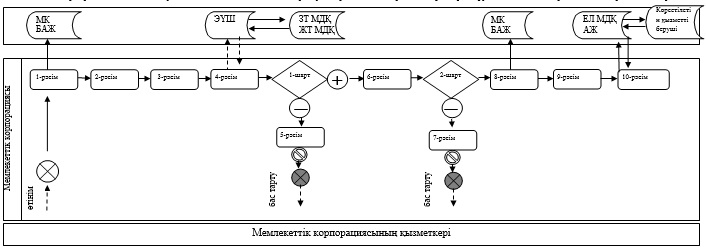 МК
БАЖ
ЭҮШ
ЗТ МДҚ
ЖТ МДҚ
МК
БАЖ
ЕЛ МДҚ
АЖ
Көрсетілеті
н қызметті
беруші
Мемлекеттік корпорациясы
1-рәсім
2-рәсім
3-рәсім
4-рәсім
1-шарт
6-рәсім
2-шарт
8-рәсім
9-рәсім
10-рәсім
5-рәсім
7-рәсім
өтінім
бас тарту
бас тарту
Мемлекеттік корпорациясының қызметкері